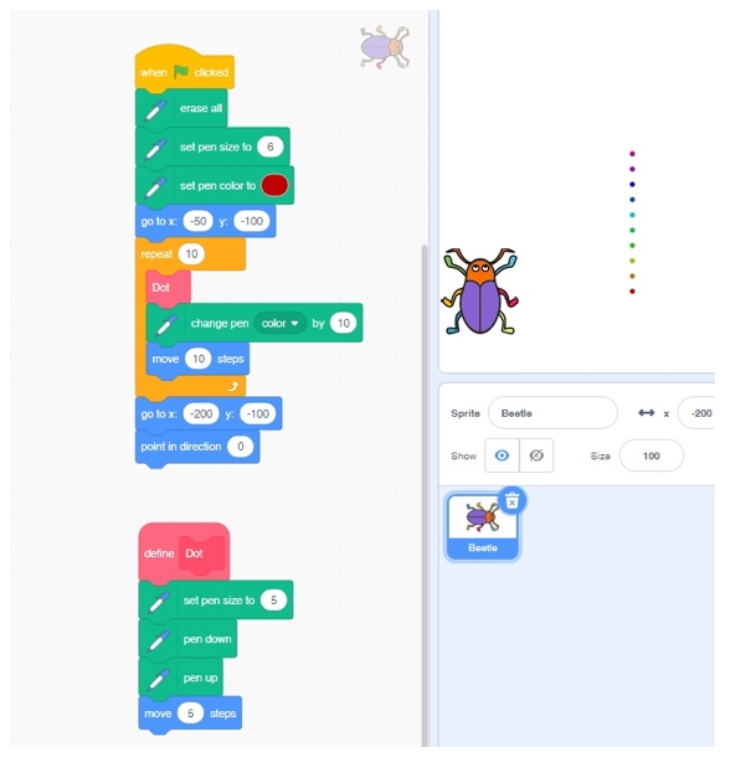 when clicked
erase all
set pen size to 6
set pen color to
go to x: -50 y: -100
repeat 10
Dot
change pen color by 10
move 10 steps
go to x: -200 y: -100
point in direction 0
define Dot
set pen size to 5
pen down
pen up
move 5 steps
Sprite Beetle x -200
Show Size 100
Beetle